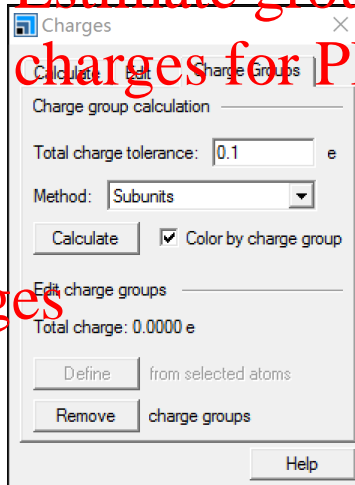 Estimate grou
Charges
charges for P
Calculate Edit Charge Groups
Charge group calculation
Total charge tolerance: 0.1 e
Method: Subunits
Calculate Color by charge group
Edit charge groups
ges
Total charge: 0.0000 e
Define from selected atoms
Remove charge groups
Help